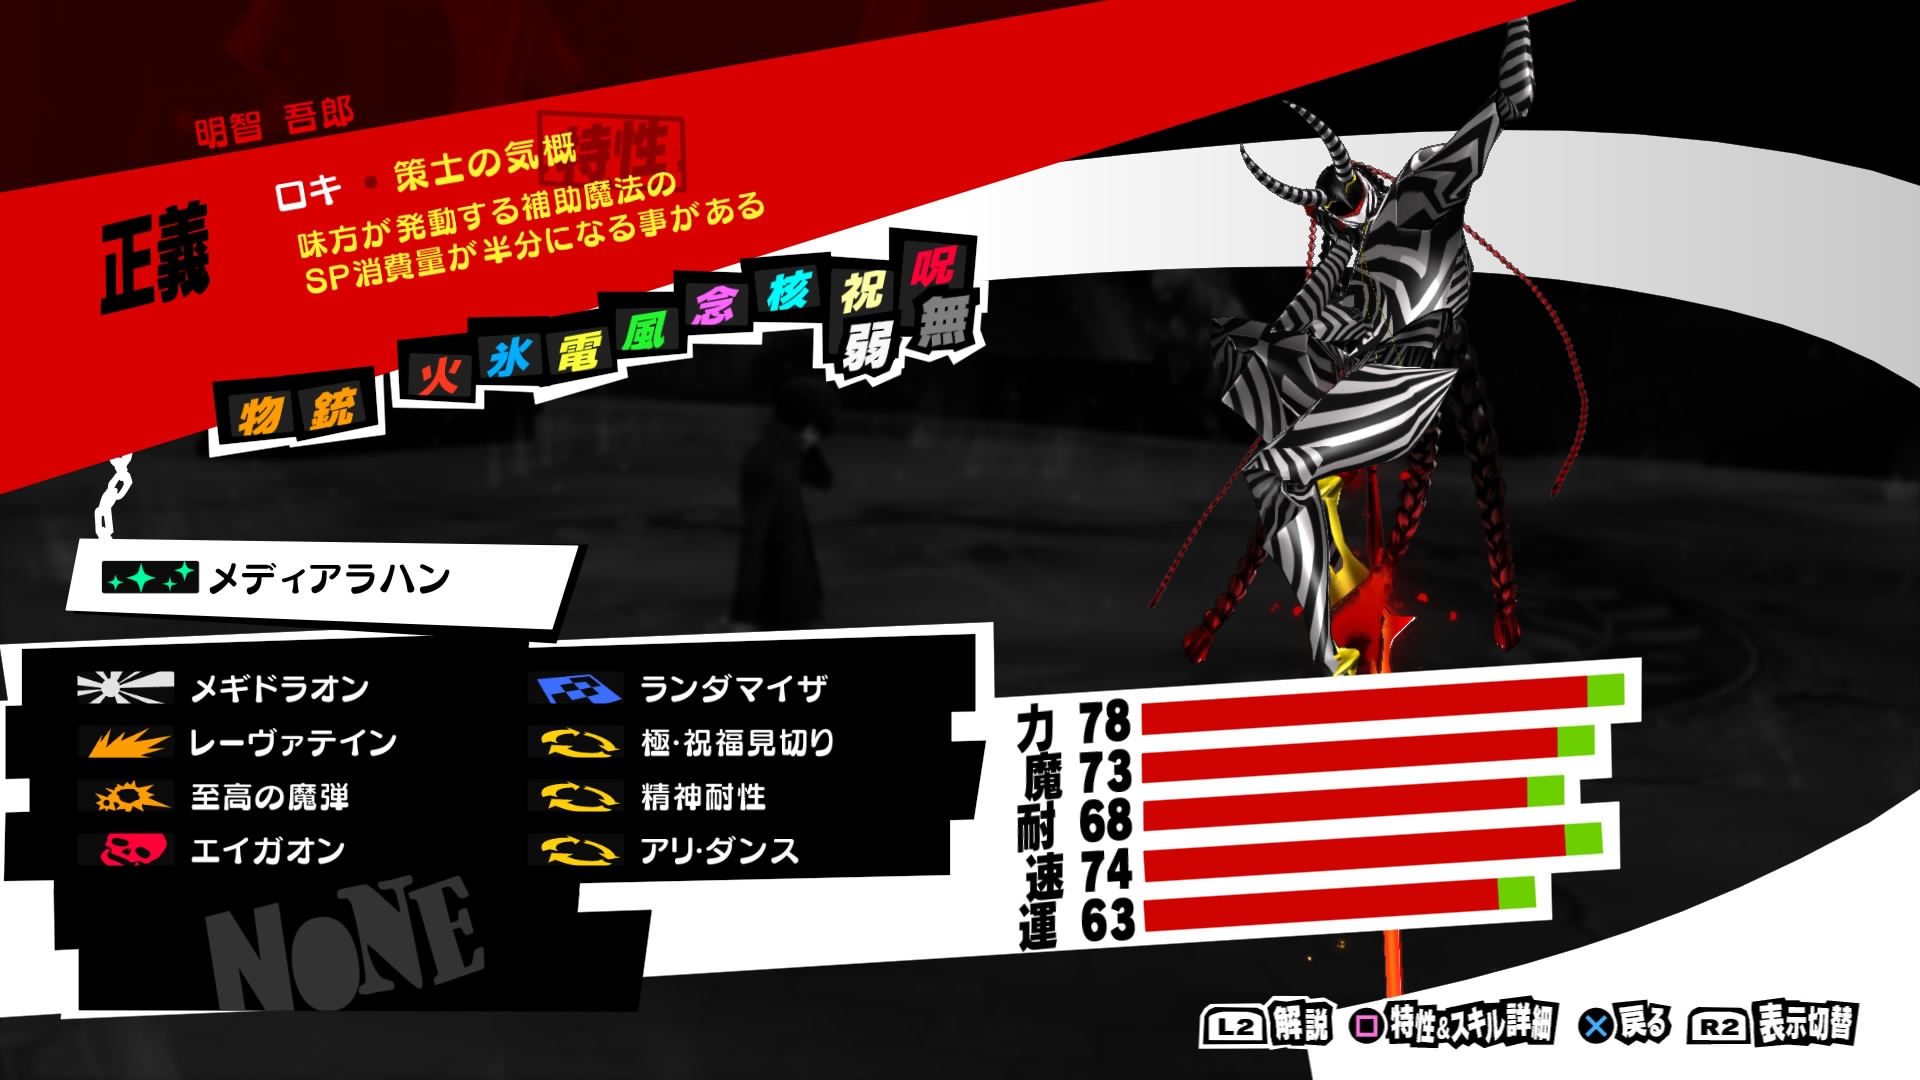 明智 吾郎
特性
正義
ロキ・策士の気概
味方が発動する補助魔法の
SP消費量が半分になる事がある
物 銃 火 氷 電 風 念 核 祝 呪
弱 無
メディアラハン
メギドラオン
レーヴァテイン
至高の魔弾
エイガオン
ランダマイザ
極・祝福見切り
精神耐性
アリ・ダンス
NONE
力 78
魔 73
耐 68
速 74
運 63
L2 解説 特性&スキル詳細 戻る R2 表示切替